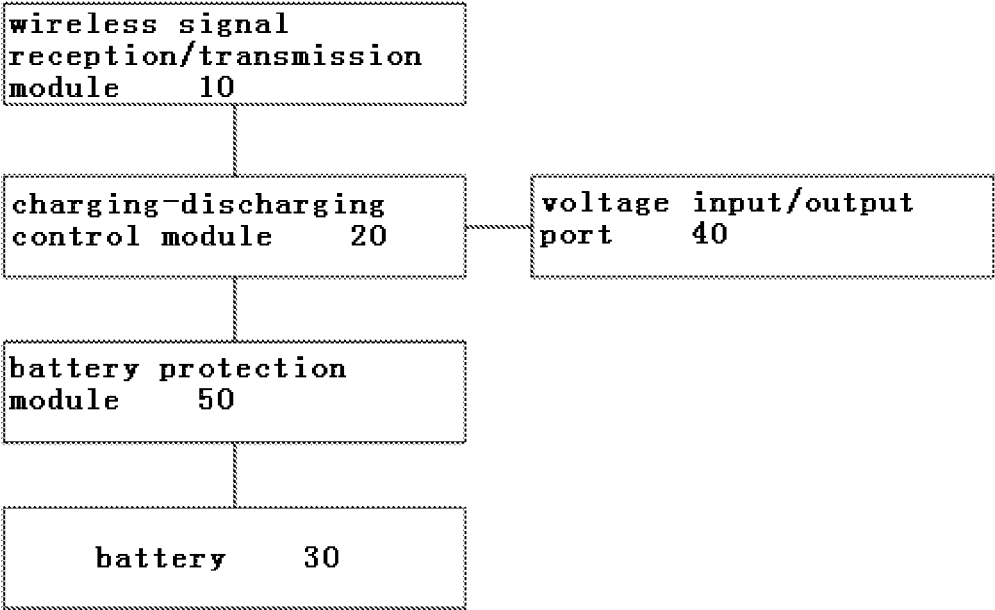 wireless signal
reception/transmission
module 10
charging-discharging
control module 20
voltage input/output
port 40
battery protection
module 50
battery 30